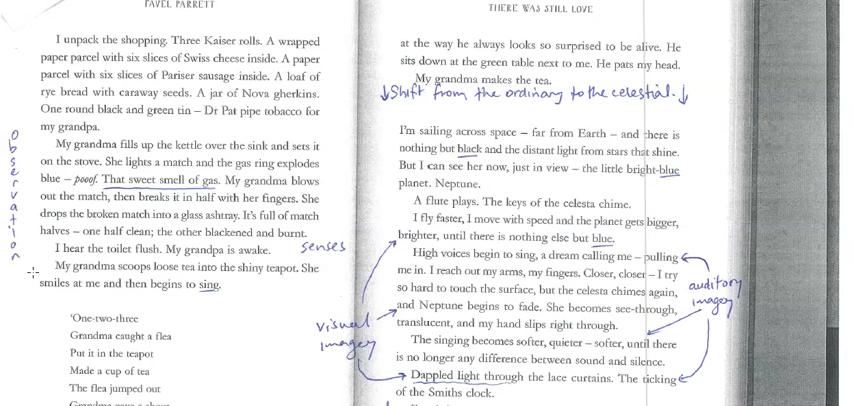 FAVEL PARRETT
I unpack the shopping. Three Kaiser rolls. A wrapped
paper parcel with six slices of Swiss cheese inside. A paper
parcel with six slices of Pariser sausage inside. A loaf of
rye bread with caraway seeds. A jar of Nova gherkins.
One round black and green tin – Dr Pat pipe tobacco for
my grandpa.
My grandma fills up the kettle over the sink and sets it
on the stove. She lights a match and the gas ring explodes
blue – pooof. That sweet smell of gas. My grandma blows
out the match, then breaks it in half with her fingers. She
drops the broken match into a glass ashtray. It's full of match
halves – one half clean; the other blackened and burnt.
I hear the toilet flush. My grandpa is awake.
My grandma scoops loose tea into the shiny teapot. She
smiles at me and then begins to sing.
'One-two-three
Grandma caught a flea
Put it in the teapot
Made a cup of tea
The flea jumped out
observation
senses
visual
imagery
THERE WAS STILL LOVE
at the way he always looks so surprised to be alive. He
sits down at the green table next to me. He pats my head.
My grandma makes the tea.
↓Shift from the ordinary to the celestial.↓
I'm sailing across space – far from Earth – and there is
nothing but black and the distant light from stars that shine.
But I can see her now, just in view – the little bright-blue
planet. Neptune.
A flute plays. The keys of the celesta chime.
I fly faster, I move with speed and the planet gets bigger,
brighter, until there is nothing else but blue.
High voices begin to sing, a dream calling me – pulling
me in. I reach out my arms, my fingers. Closer, closer – I try
so hard to touch the surface, but the celesta chimes again,
and Neptune begins to fade. She becomes see-through,
translucent, and my hand slips right through.
The singing becomes softer, quieter – softer, until there
is no longer any difference between sound and silence.
Dappled light through the lace curtains. The ticking
of the Smiths clock.
auditory
imagery